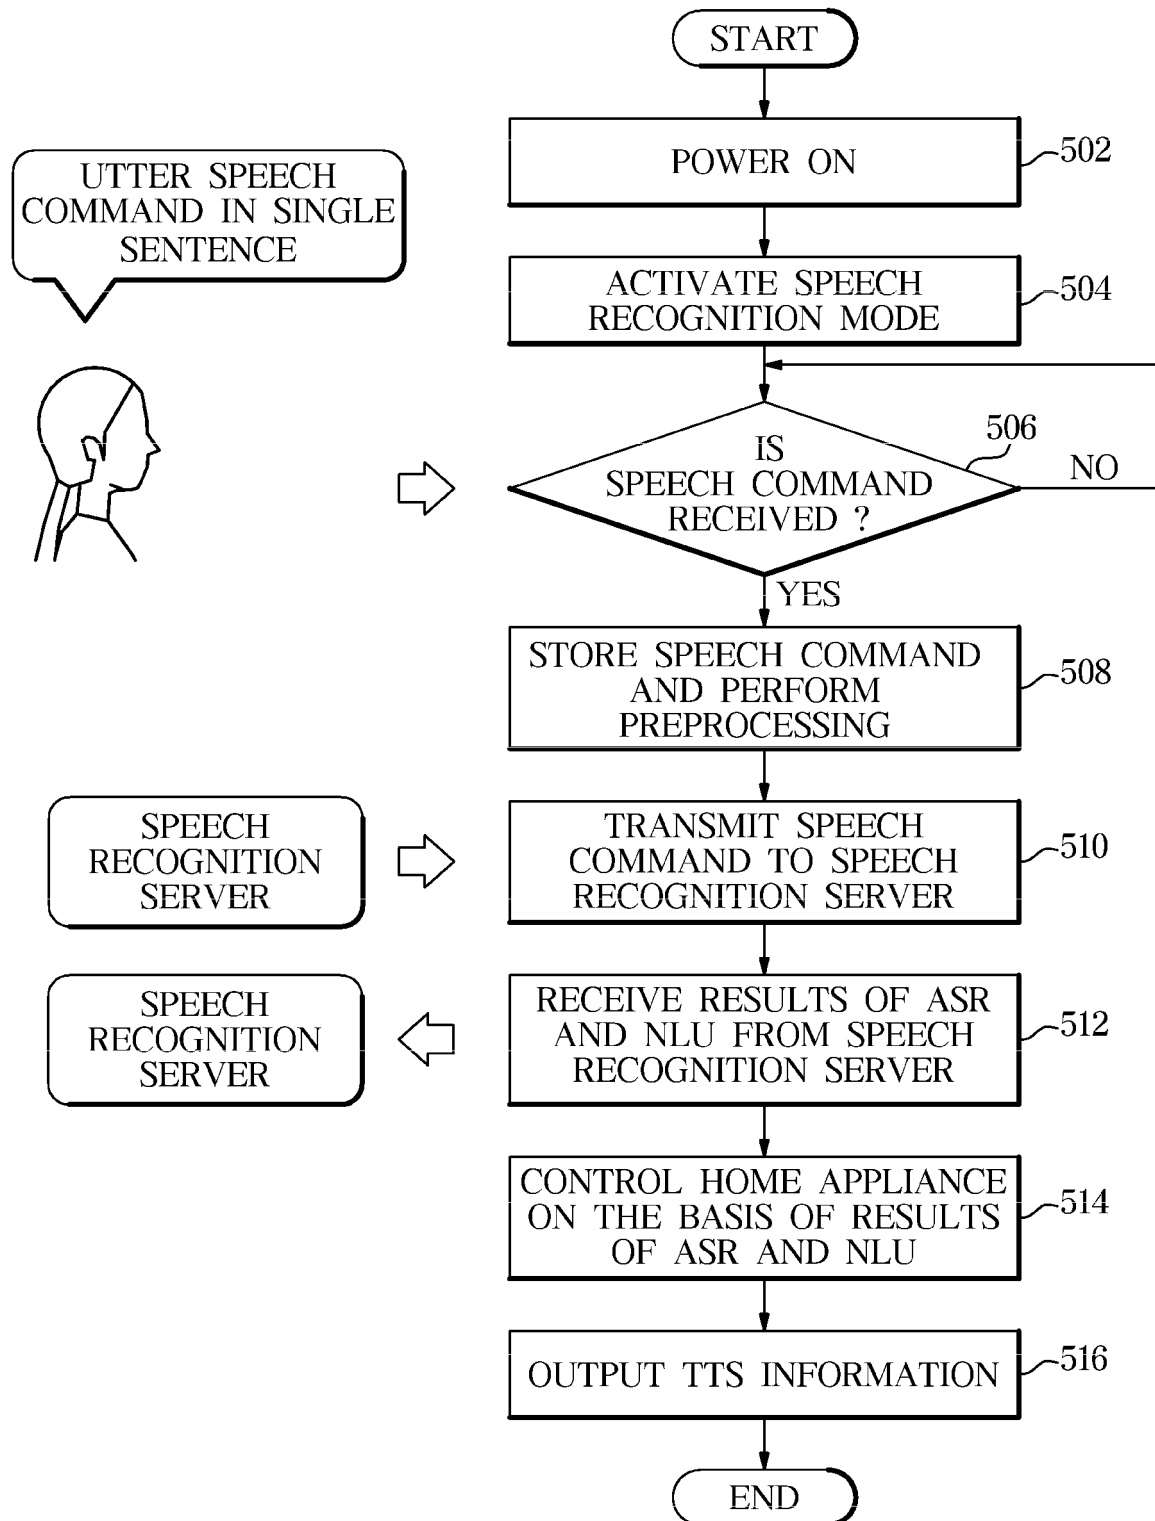 START
POWER ON
502
UTTER SPEECH
COMMAND IN SINGLE
SENTENCE
ACTIVATE SPEECH
RECOGNITION MODE
504
IS
SPEECH COMMAND
RECEIVED ?
506
NO
YES
STORE SPEECH COMMAND
AND PERFORM
PREPROCESSING
508
SPEECH
RECOGNITION
SERVER
TRANSMIT SPEECH
COMMAND TO SPEECH
RECOGNITION SERVER
510
SPEECH
RECOGNITION
SERVER
RECEIVE RESULTS OF ASR
AND NLU FROM SPEECH
RECOGNITION SERVER
512
CONTROL HOME APPLIANCE
ON THE BASIS OF RESULTS
OF ASR AND NLU
514
OUTPUT TTS INFORMATION
516
END